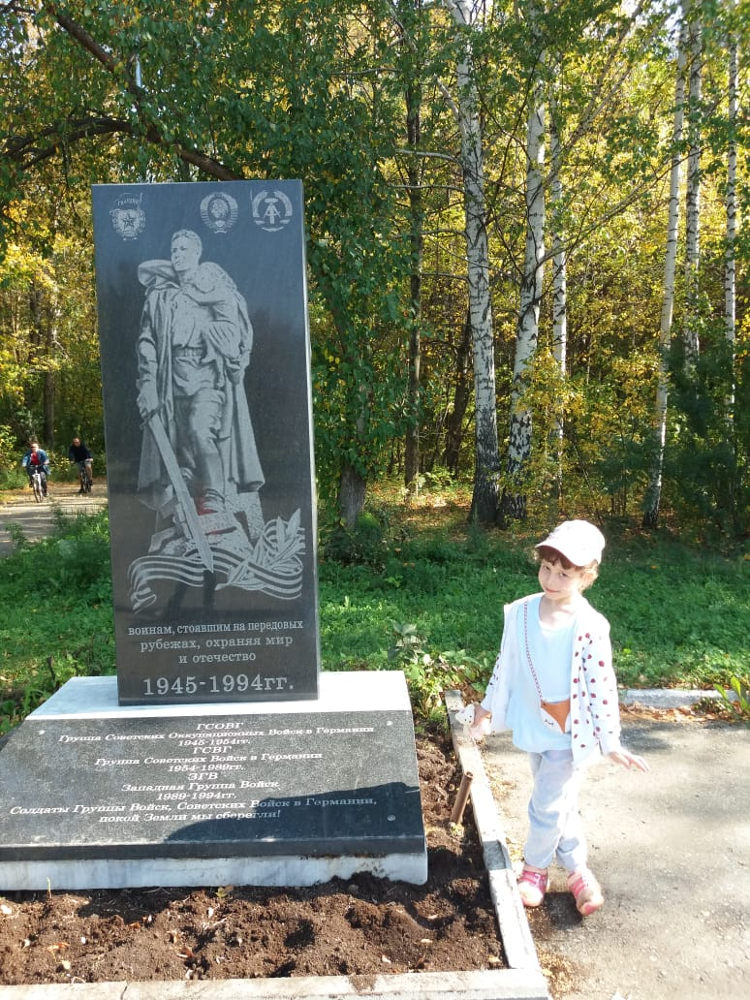 ГВАРДИЯ
воинам, стоявшим на передовых
рубежах, охраняя мир
и отечество
1945-1994гг.
ГСОВГ
Группа Советских Оккупационных Войск в Германии
1945-1954гг.
ГСВГ
Группа Советских Войск в Германии
1954-1989гг.
ЗГВ
Западная Группа Войск
1989-1994гг.
Солдаты Группы Войск, Советских Войск в Германии,
покой Земли мы сберегли!